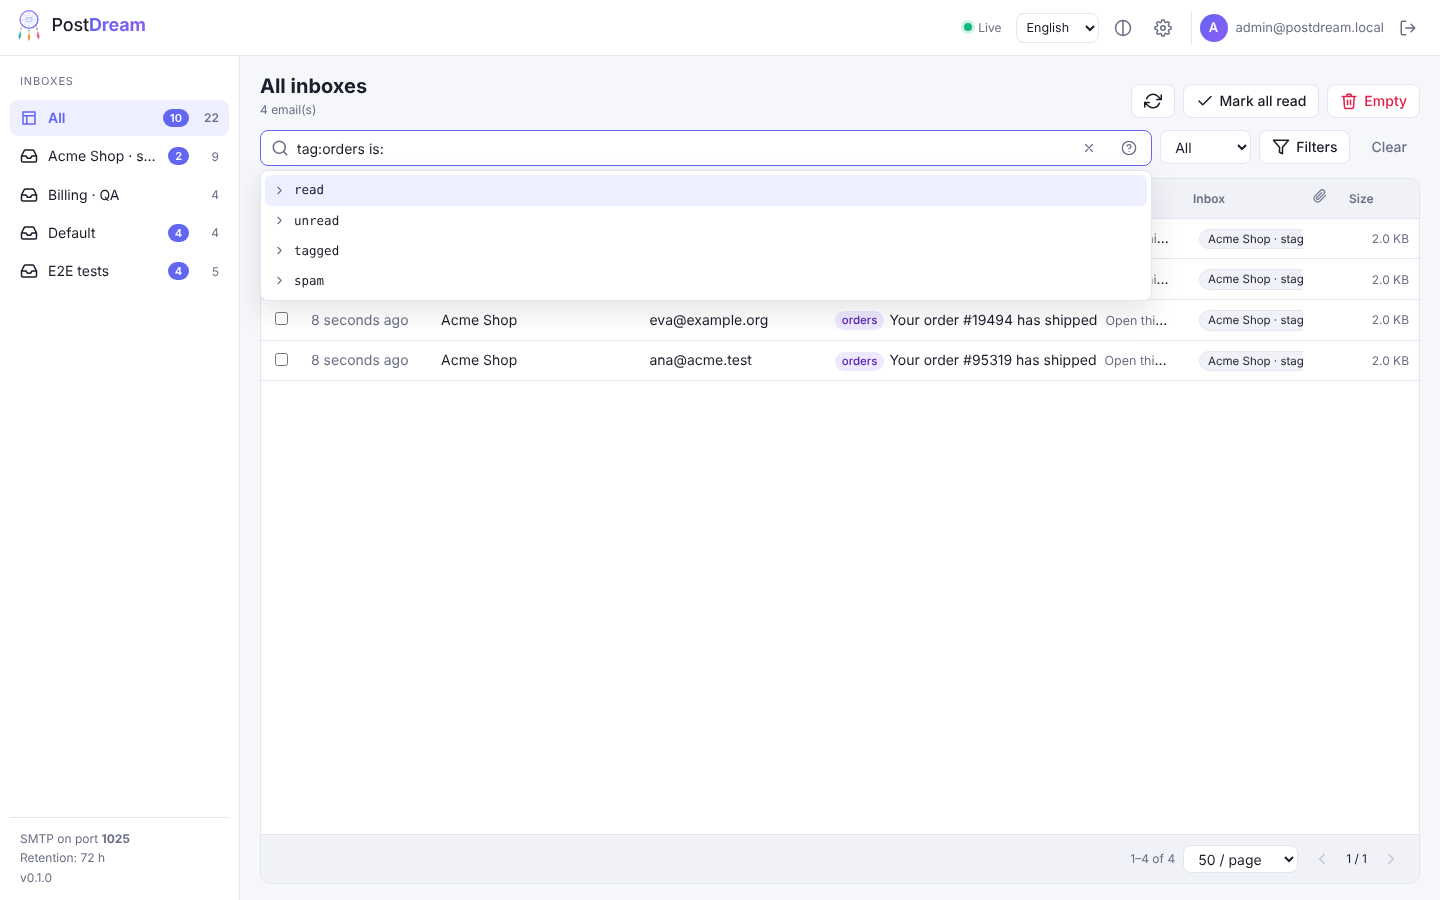 PostDream
Live
English
A
admin@postdream.local
INBOXES
All 10 22
Acme Shop · s... 2 9
Billing · QA 4
Default 4 4
E2E tests 4 5
SMTP on port 1025
Retention: 72 h
v0.1.0
All inboxes
4 email(s)
Mark all read
Empty
tag:orders is:
All
Filters
Clear
read
unread
tagged
spam
Inbox Size
Acme Shop · stag 2.0 KB
Acme Shop · stag 2.0 KB
8 seconds ago Acme Shop eva@example.org orders Your order #19494 has shipped Open thi... Acme Shop · stag 2.0 KB
8 seconds ago Acme Shop ana@acme.test orders Your order #95319 has shipped Open thi... Acme Shop · stag 2.0 KB
1–4 of 4 50 / page 1 / 1